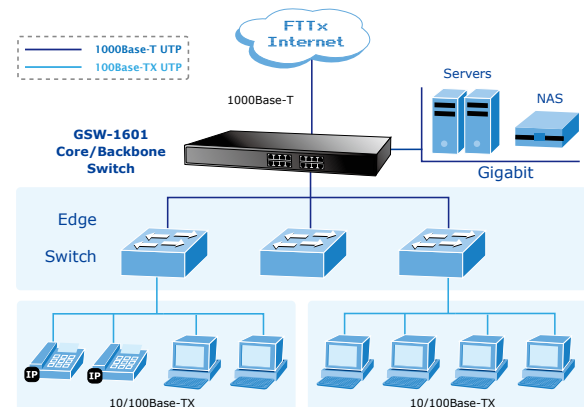 FTTx
Internet
1000Base-T UTP
100Base-TX UTP
Servers
NAS
1000Base-T
GSW-1601
Core/Backbone
Switch
Gigabit
Edge
Switch
IP
IP
10/100Base-TX
10/100Base-TX